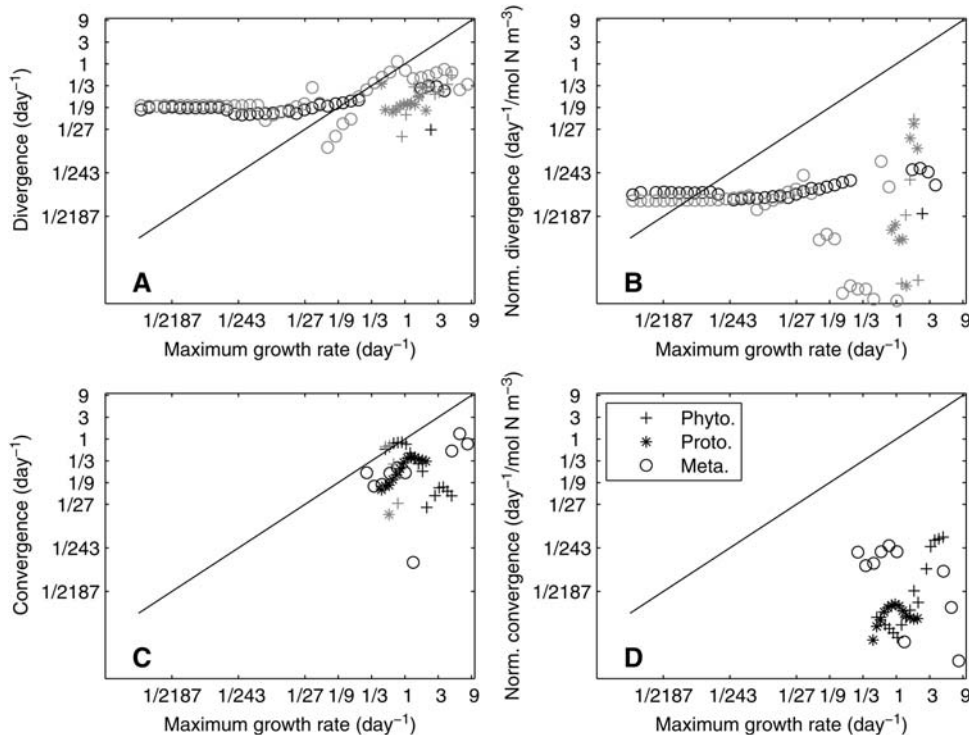 9
3
1
1/3
1/9
1/27
1/243
1/2187
Divergence (day⁻¹)
A
1/2187 1/243 1/27 1/9 1/3 1 3 9
Maximum growth rate (day⁻¹)
9
3
1
1/3
1/9
1/27
1/243
1/2187
Norm. divergence (day⁻¹/mol N m⁻³)
B
1/2187 1/243 1/27 1/9 1/3 1 3 9
Maximum growth rate (day⁻¹)
9
3
1
1/3
1/9
1/27
1/243
1/2187
Convergence (day⁻¹)
C
1/2187 1/243 1/27 1/9 1/3 1 3 9
Maximum growth rate (day⁻¹)
9
3
1
1/3
1/9
1/27
1/243
1/2187
Norm. convergence (day⁻¹/mol N m⁻³)
Phyto.
Proto.
Meta.
D
1/2187 1/243 1/27 1/9 1/3 1 3 9
Maximum growth rate (day⁻¹)